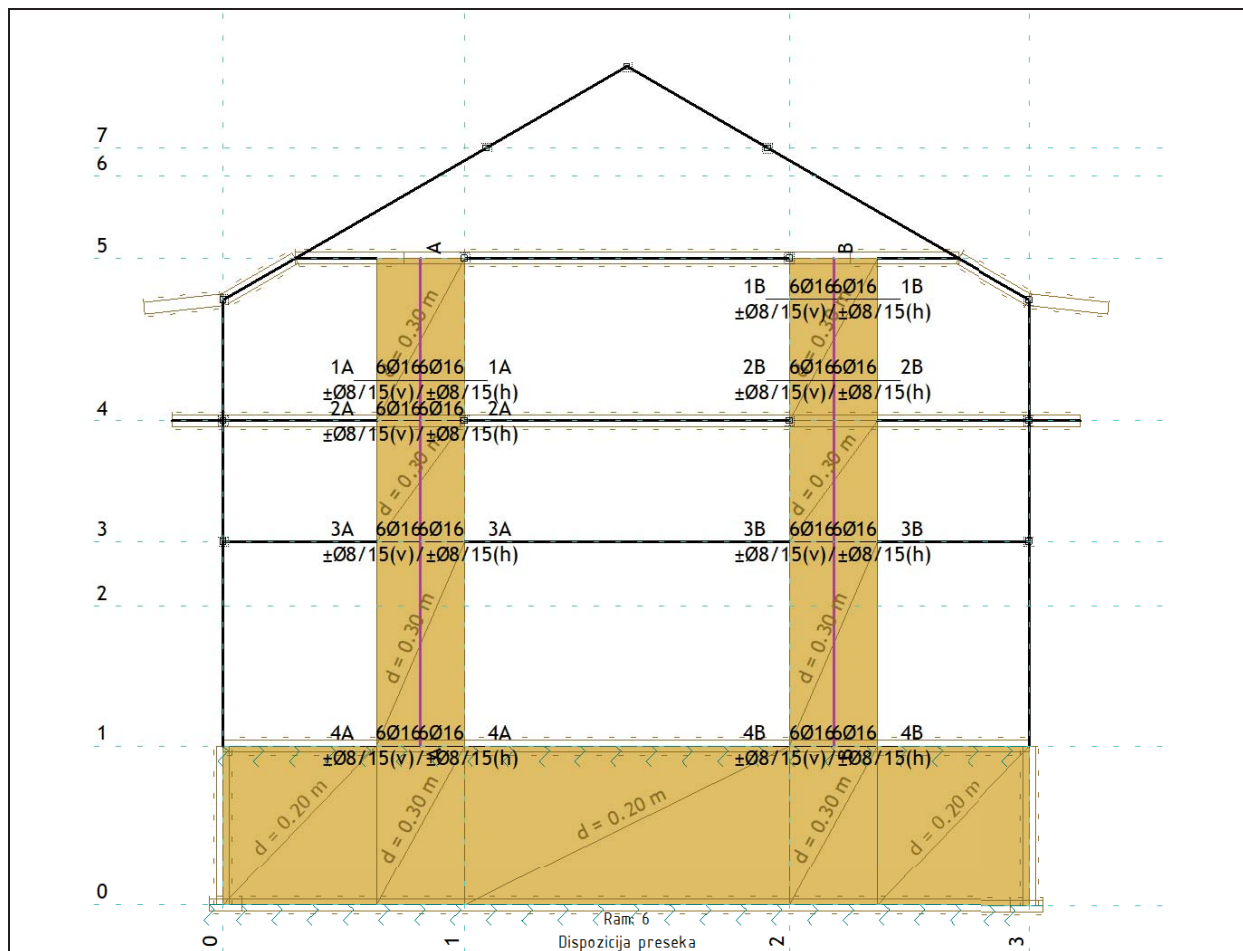 7
6
5
A
B
1B 6Ø16 6Ø16 1B
±Ø8/15(v)/±Ø8/15(h)
d = 0.30 m
d = 0.30 m
1A 6Ø16 6Ø16 1A
±Ø8/15(v)/±Ø8/15(h)
2B 6Ø16 6Ø16 2B
±Ø8/15(v)/±Ø8/15(h)
4
2A 6Ø16 6Ø16 2A
±Ø8/15(v)/±Ø8/15(h)
d = 0.30 m
d = 0.30 m
3
3A 6Ø16 6Ø16 3A
±Ø8/15(v)/±Ø8/15(h)
3B 6Ø16 6Ø16 3B
±Ø8/15(v)/±Ø8/15(h)
2
d = 0.30 m
d = 0.30 m
1
4A 6Ø16 6Ø16 4A
±Ø8/15(v)/±Ø8/15(h)
4B 6Ø16 6Ø16 4B
±Ø8/15(v)/±Ø8/15(h)
A
B
d = 0.20 m
d = 0.30 m
d = 0.20 m
d = 0.30 m
d = 0.20 m
0
0
1
2
3
Ram: 6
Dispozicija preseka